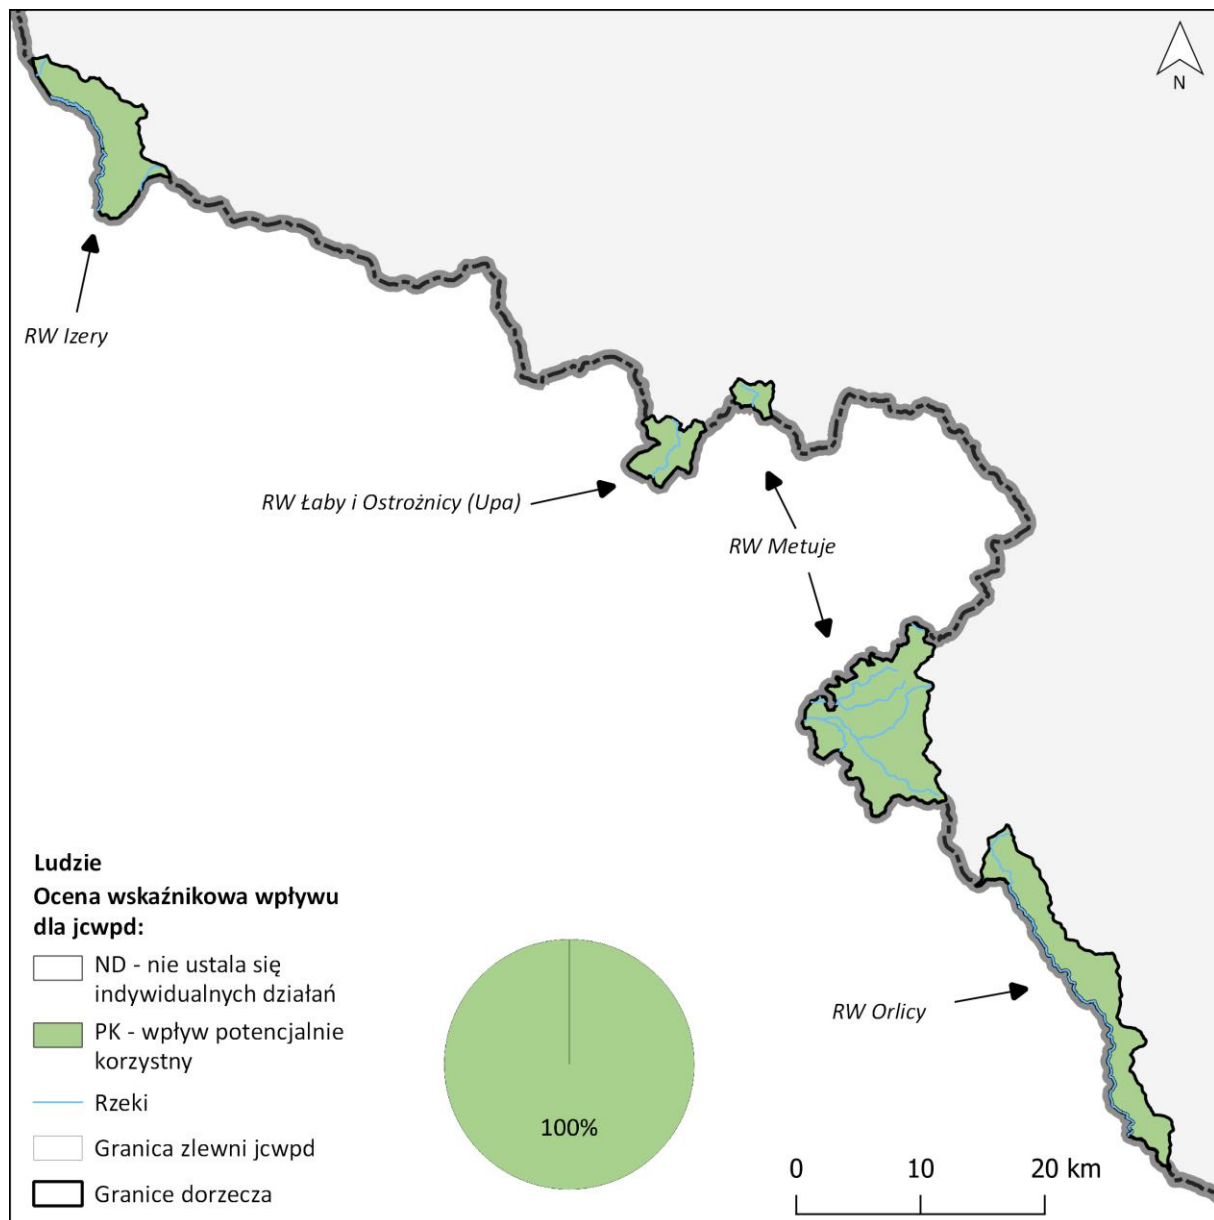 N
RW Izery
RW Łaby i Ostrożnicy (Upa)
RW Metuje
RW Orlicy
Ludzie
Ocena wskaźnikowa wpływu
dla jcwpd:
ND - nie ustala się
indywidualnych działań
PK - wpływ potencjalnie
korzystny
Rzeki
Granica zlewni jcwpd
Granice dorzecza
100%
0 10 20 km